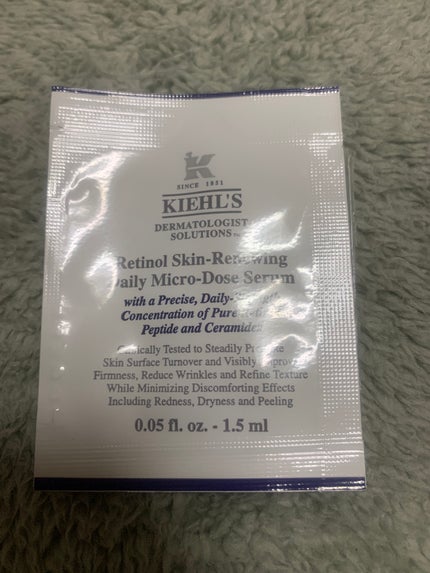 K
SINCE 1851
KIEHL'S
DERMATOLOGIST
SOLUTIONS
Retinol Skin-Renewing
Daily Micro-Dose Serum
with a Precise, Daily-
Concentration of Pure
Peptide and Ceramide
Clinically Tested to Steadily
Skin Surface Turnover and Visibly Improve
Firmness, Reduce Wrinkles and Refine Texture
While Minimizing Discomforting Effects
Including Redness, Dryness and Peeling
0.05 fl. oz. - 1.5 ml